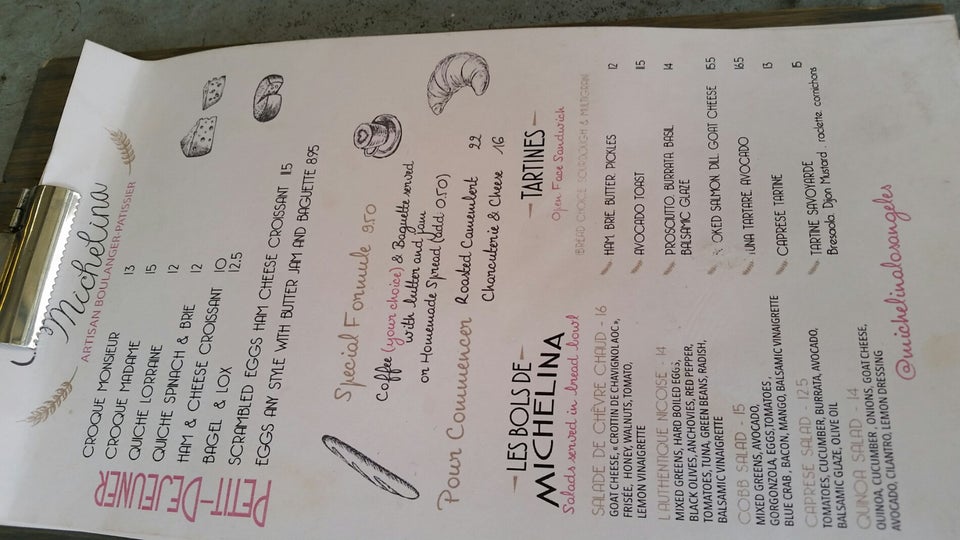 Michelina
ARTISAN BOULANGER-PATISSIER
PETIT-DEJEUNER
CROQUE MONSIEUR 13
CROQUE MADAME 15
QUICHE LORRAINE 12
QUICHE SPINACH & BRIE 12
HAM & CHEESE CROISSANT 10
BAGEL & LOX 12.5
SCRAMBLED EGGS HAM CHEESE CROISSANT 11.5
EGGS ANY STYLE WITH BUTTER JAM AND BAGUETTE 8.95
Special Formule 9.50
Coffee (your choice) & Baguette served
with butter and Jam
or Homemade Spread (add 0.50)
Pour Commencer
Roasted Camembert 22
Charcuterie & Cheese 16
LES BOLS DE
MICHELINA
Salads served in bread bowl
SALADE DE CHÈVRE CHAUD - 16
GOAT CHEESE, « CROTTIN DE CHAVIGNOL AOC »,
FRISÉE, HONEY, WALNUTS, TOMATO,
LEMON VINAIGRETTE
L'AUTHENTIQUE NICOISE - 14
MIXED GREENS, HARD BOILED EGGS,
BLACK OLIVES, ANCHOVIES, RED PEPPER,
TOMATOES, TUNA, GREEN BEANS, RADISH,
BALSAMIC VINAIGRETTE
COBB SALAD - 15
MIXED GREENS, AVOCADO,
GORGONZOLA, EGGS, TOMATOES,
BLUE CRAB, BACON, MANGO, BALSAMIC VINAIGRETTE
CAPRESE SALAD - 12.5
TOMATOES, CUCUMBER, BURRATA, AVOCADO,
BALSAMIC GLAZE, OLIVE OIL
QUINOA SALAD - 14
QUINOA, CUCUMBER, ONIONS, GOAT CHEESE,
AVOCADO, CILANTRO, LEMON DRESSING
TARTINES
Open Face Sandwich
BREAD CHOICE SOURDOUGH & MULTIGRAIN
HAM, BRIE, BUTTER, PICKLES 12
AVOCADO TOAST 11.5
PROSCIUTTO, BURRATA, BASIL 14
BALSAMIC GLAZE
SMOKED SALMON, DILL GOAT CHEESE 15.5
TUNA TARTARE, AVOCADO 16.5
CAPRESE TARTINE 13
TARTINE SAVOYARDE 15
Bresaola, Dijon Mustard, raclette, cornichons
@michelinalosangeles